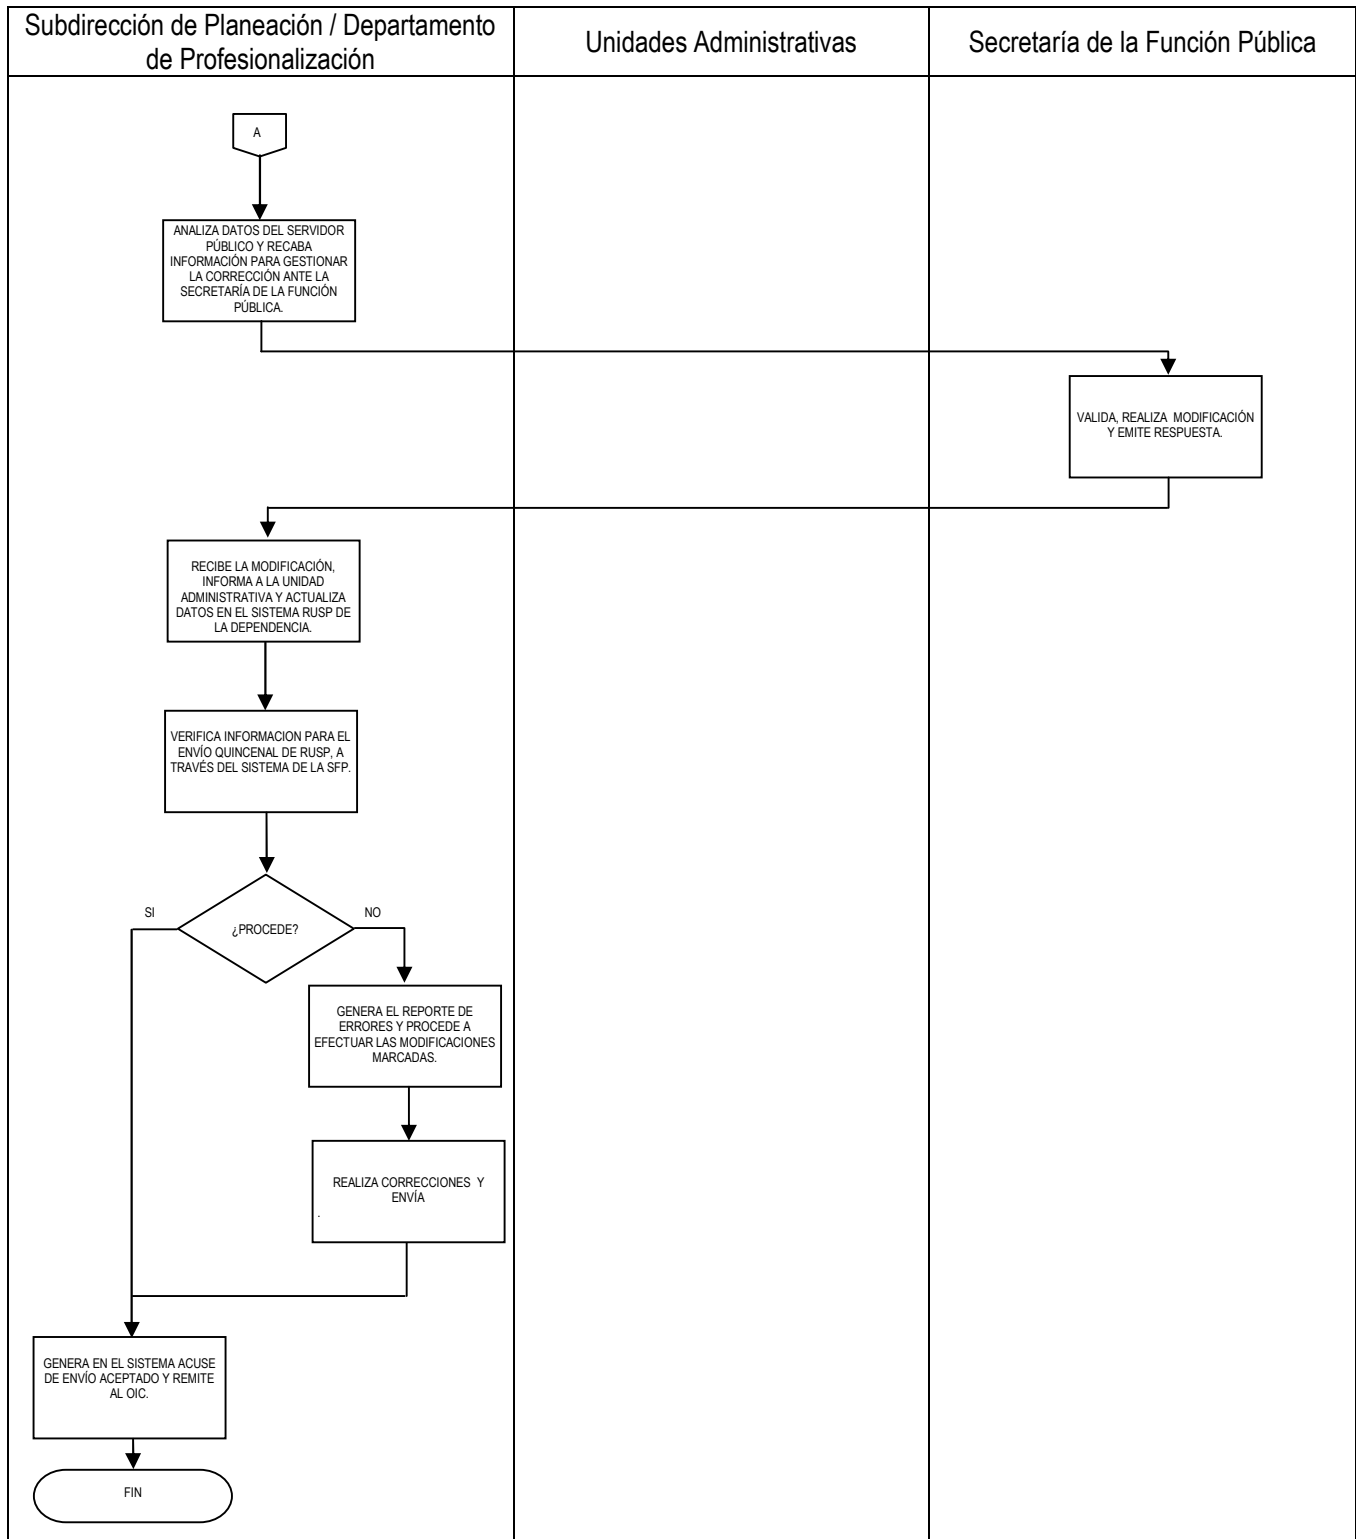 Subdirección de Planeación / Departamento
de Profesionalización
Unidades Administrativas
Secretaría de la Función Pública
A
ANALIZA DATOS DEL SERVIDOR
PÚBLICO Y RECABA
INFORMACIÓN PARA GESTIONAR
LA CORRECCIÓN ANTE LA
SECRETARÍA DE LA FUNCIÓN
PÚBLICA.
VALIDA, REALIZA MODIFICACIÓN
Y EMITE RESPUESTA.
RECIBE LA MODIFICACIÓN,
INFORMA A LA UNIDAD
ADMINISTRATIVA Y ACTUALIZA
DATOS EN EL SISTEMA RUSP DE
LA DEPENDENCIA.
VERIFICA INFORMACION PARA EL
ENVÍO QUINCENAL DE RUSP, A
TRAVÉS DEL SISTEMA DE LA SFP.
SI
NO
¿PROCEDE?
GENERA EL REPORTE DE
ERRORES Y PROCEDE A
EFECTUAR LAS MODIFICACIONES
MARCADAS.
REALIZA CORRECCIONES Y
ENVÍA
.
GENERA EN EL SISTEMA ACUSE
DE ENVÍO ACEPTADO Y REMITE
AL OIC.
FIN